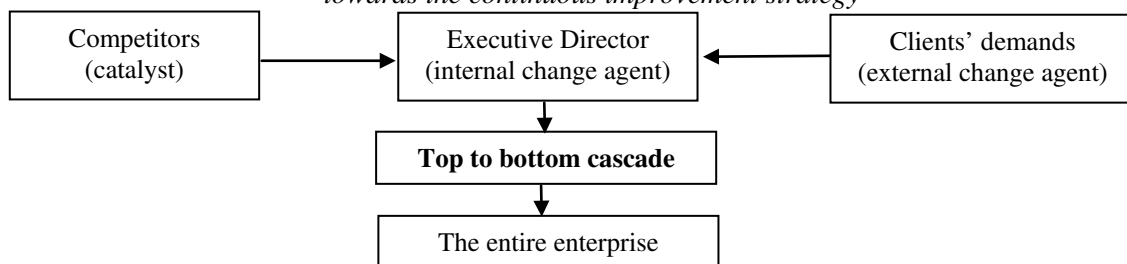 towards the continuous improvement strategy
Competitors
(catalyst)
Executive Director
(internal change agent)
Clients’ demands
(external change agent)
Top to bottom cascade
The entire enterprise